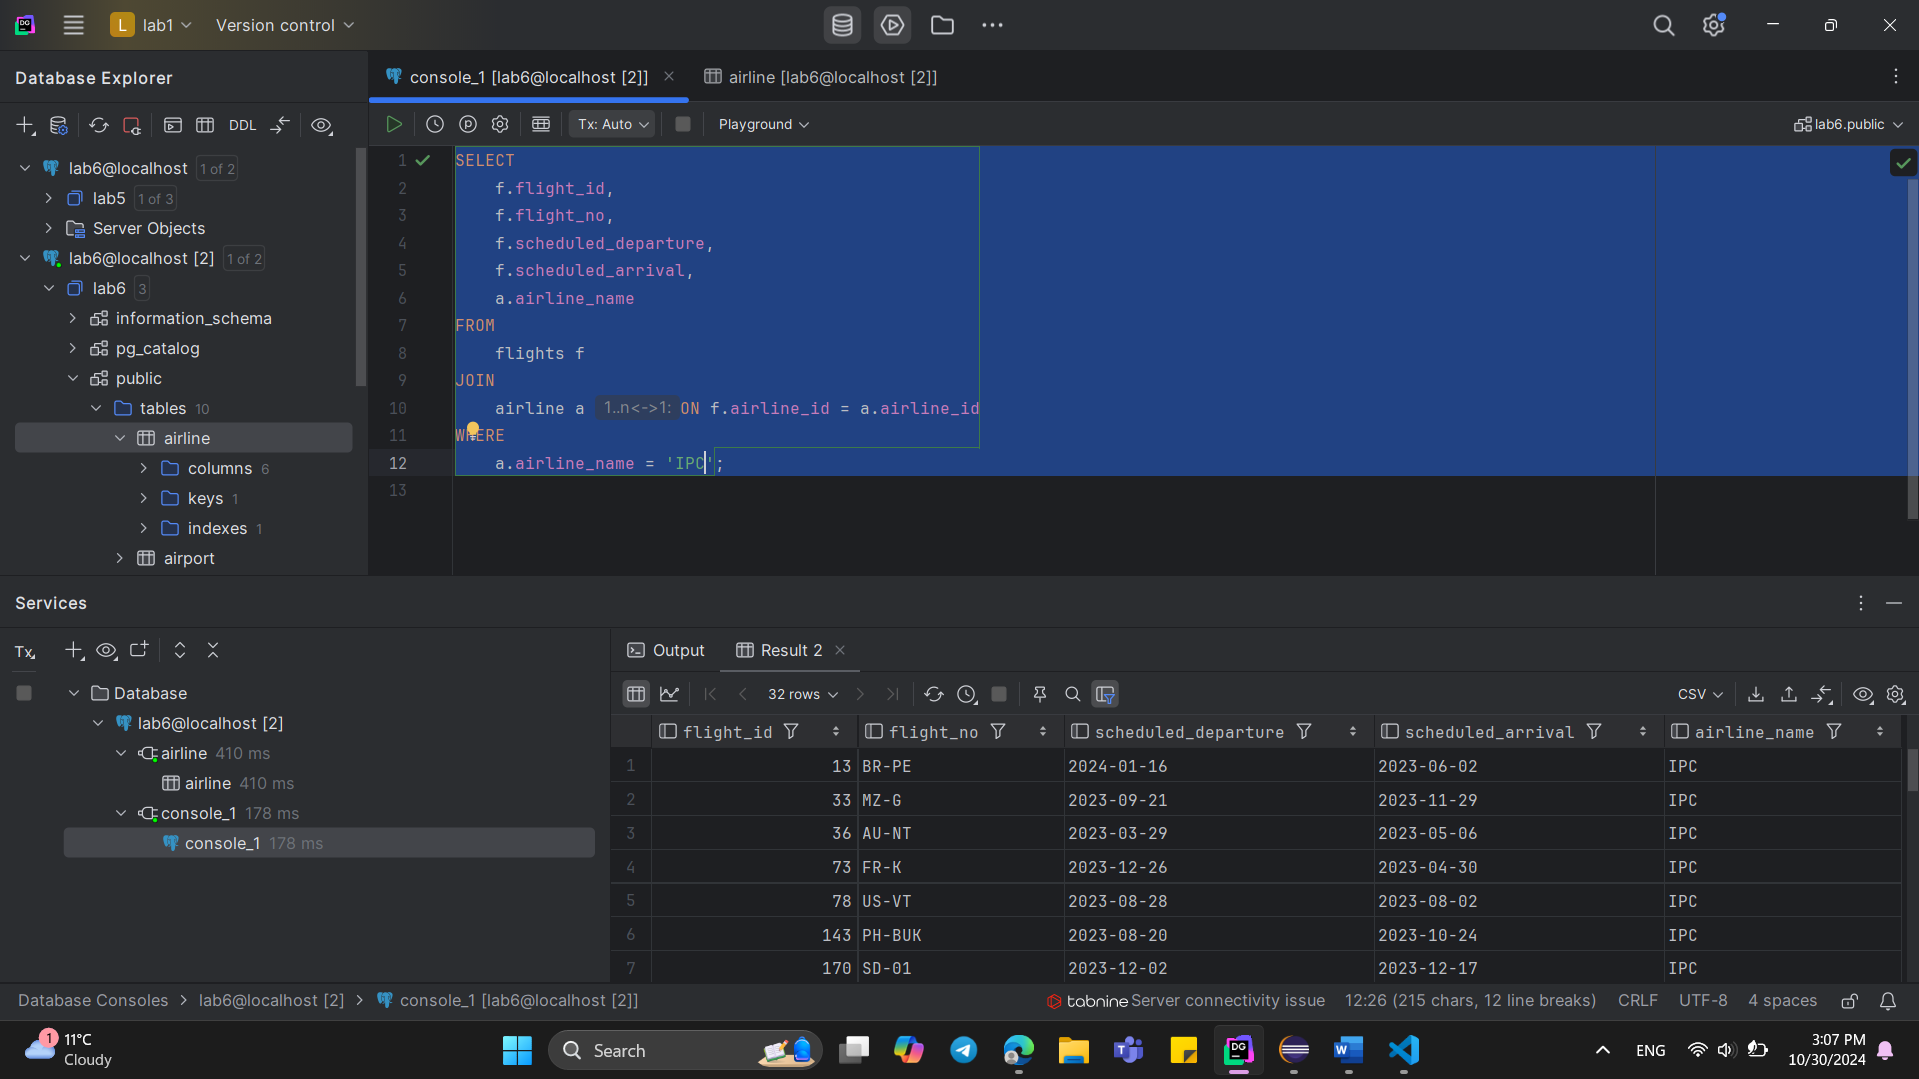 L lab1 Version control
Database Explorer
console_1 [lab6@localhost [2]]
airline [lab6@localhost [2]]
DDL
Tx: Auto
Playground
lab6.public
lab6@localhost 1 of 2
lab5 1 of 3
Server Objects
lab6@localhost [2] 1 of 2
lab6 3
information_schema
pg_catalog
public
tables 10
airline
columns 6
keys 1
indexes 1
airport
1 SELECT
2 f.flight_id,
3 f.flight_no,
4 f.scheduled_departure,
5 f.scheduled_arrival,
6 a.airline_name
7 FROM
8 flights f
9 JOIN
10 airline a 1..n<->1: ON f.airline_id = a.airline_id
11 WHERE
12 a.airline_name = 'IPC';
13
Services
Tx
Database
lab6@localhost [2]
airline 410 ms
airline 410 ms
console_1 178 ms
console_1 178 ms
Output
Result 2
32 rows
CSV
flight_id flight_no scheduled_departure scheduled_arrival airline_name
1 13 BR-PE 2024-01-16 2023-06-02 IPC
2 33 MZ-G 2023-09-21 2023-11-29 IPC
3 36 AU-NT 2023-03-29 2023-05-06 IPC
4 73 FR-K 2023-12-26 2023-04-30 IPC
5 78 US-VT 2023-08-28 2023-08-02 IPC
6 143 PH-BUK 2023-08-20 2023-10-24 IPC
7 170 SD-01 2023-12-02 2023-12-17 IPC
Database Consoles > lab6@localhost [2] > console_1 [lab6@localhost [2]]
tabnine Server connectivity issue 12:26 (215 chars, 12 line breaks) CRLF UTF-8 4 spaces
1
11°C
Cloudy
Search
DG
ENG
3:07 PM
10/30/2024